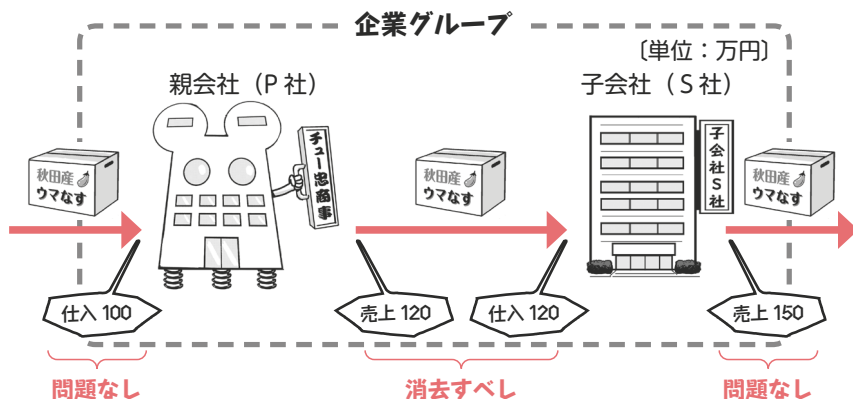 企業グループ
〔単位：万円〕
親会社（P 社）
子会社（S 社）
チュー忠商事
子会社S社
秋田産
ウマなす
秋田産
ウマなす
秋田産
ウマなす
仕入 100
売上 120
仕入 120
売上 150
問題なし
消去すべし
問題なし